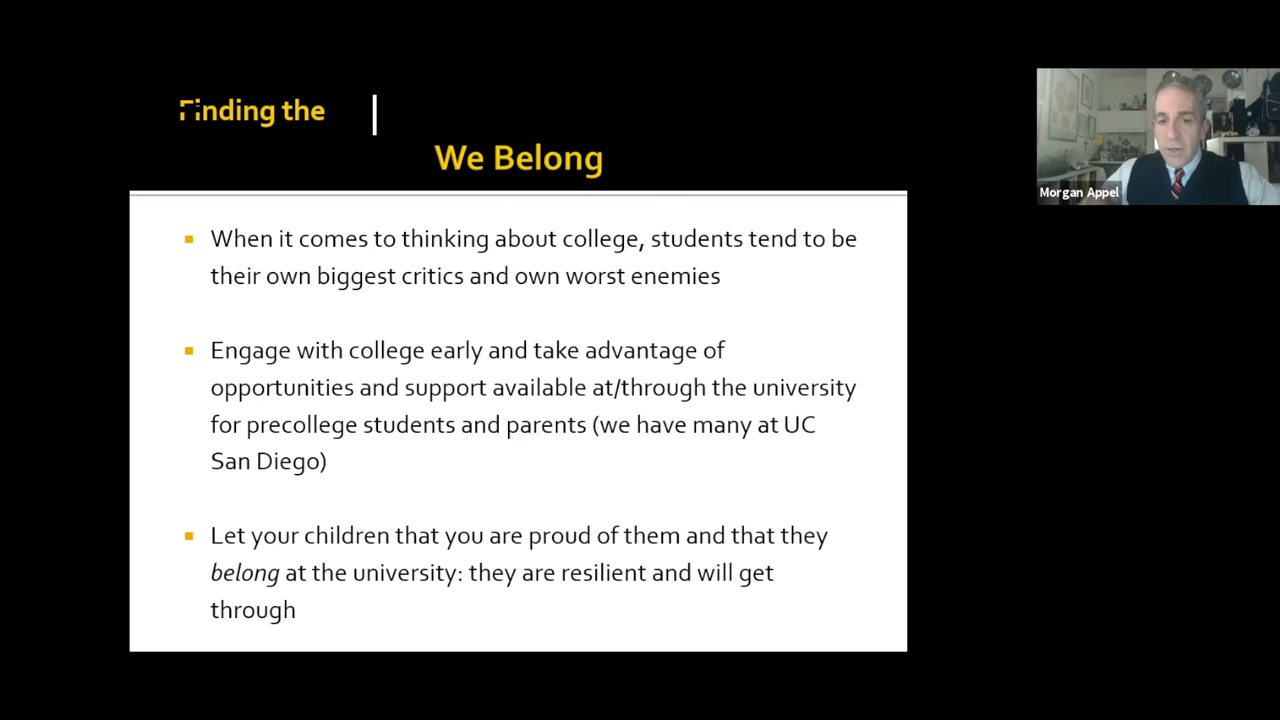 Finding the
We Belong
When it comes to thinking about college, students tend to be
their own biggest critics and own worst enemies
Engage with college early and take advantage of
opportunities and support available at/through the university
for precollege students and parents (we have many at UC
San Diego)
Let your children that you are proud of them and that they
belong at the university: they are resilient and will get
through
Morgan Appel